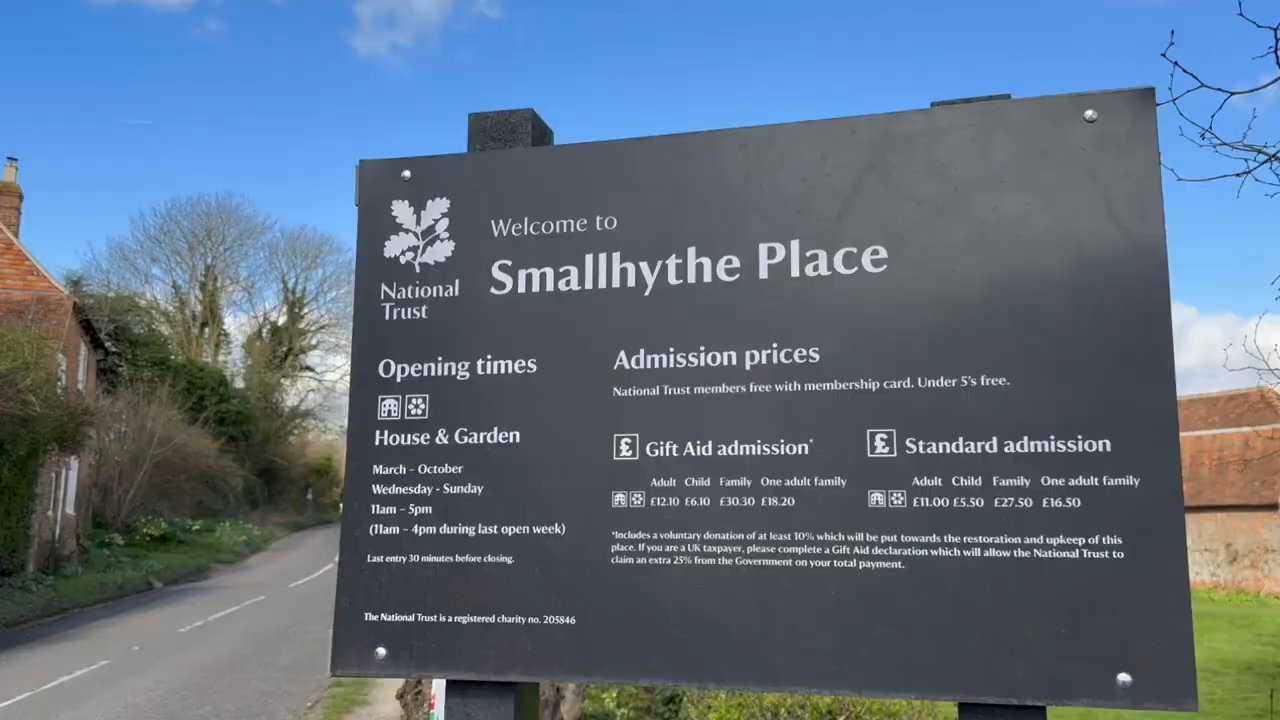 National
Trust
Welcome to
Smallhythe Place
Opening times
House & Garden
March - October
Wednesday - Sunday
11am - 5pm
(11am - 4pm during last open week)
Last entry 30 minutes before closing.
The National Trust is a registered charity no. 205846
Admission prices
National Trust members free with membership card. Under 5's free.
£ Gift Aid admission*
Adult Child Family One adult family
£12.10 £6.10 £30.30 £18.20
£ Standard admission
Adult Child Family One adult family
£11.00 £5.50 £27.50 £16.50
*Includes a voluntary donation of at least 10% which will be put towards the restoration and upkeep of this
place. If you are a UK taxpayer, please complete a Gift Aid declaration which will allow the National Trust to
claim an extra 25% from the Government on your total payment.